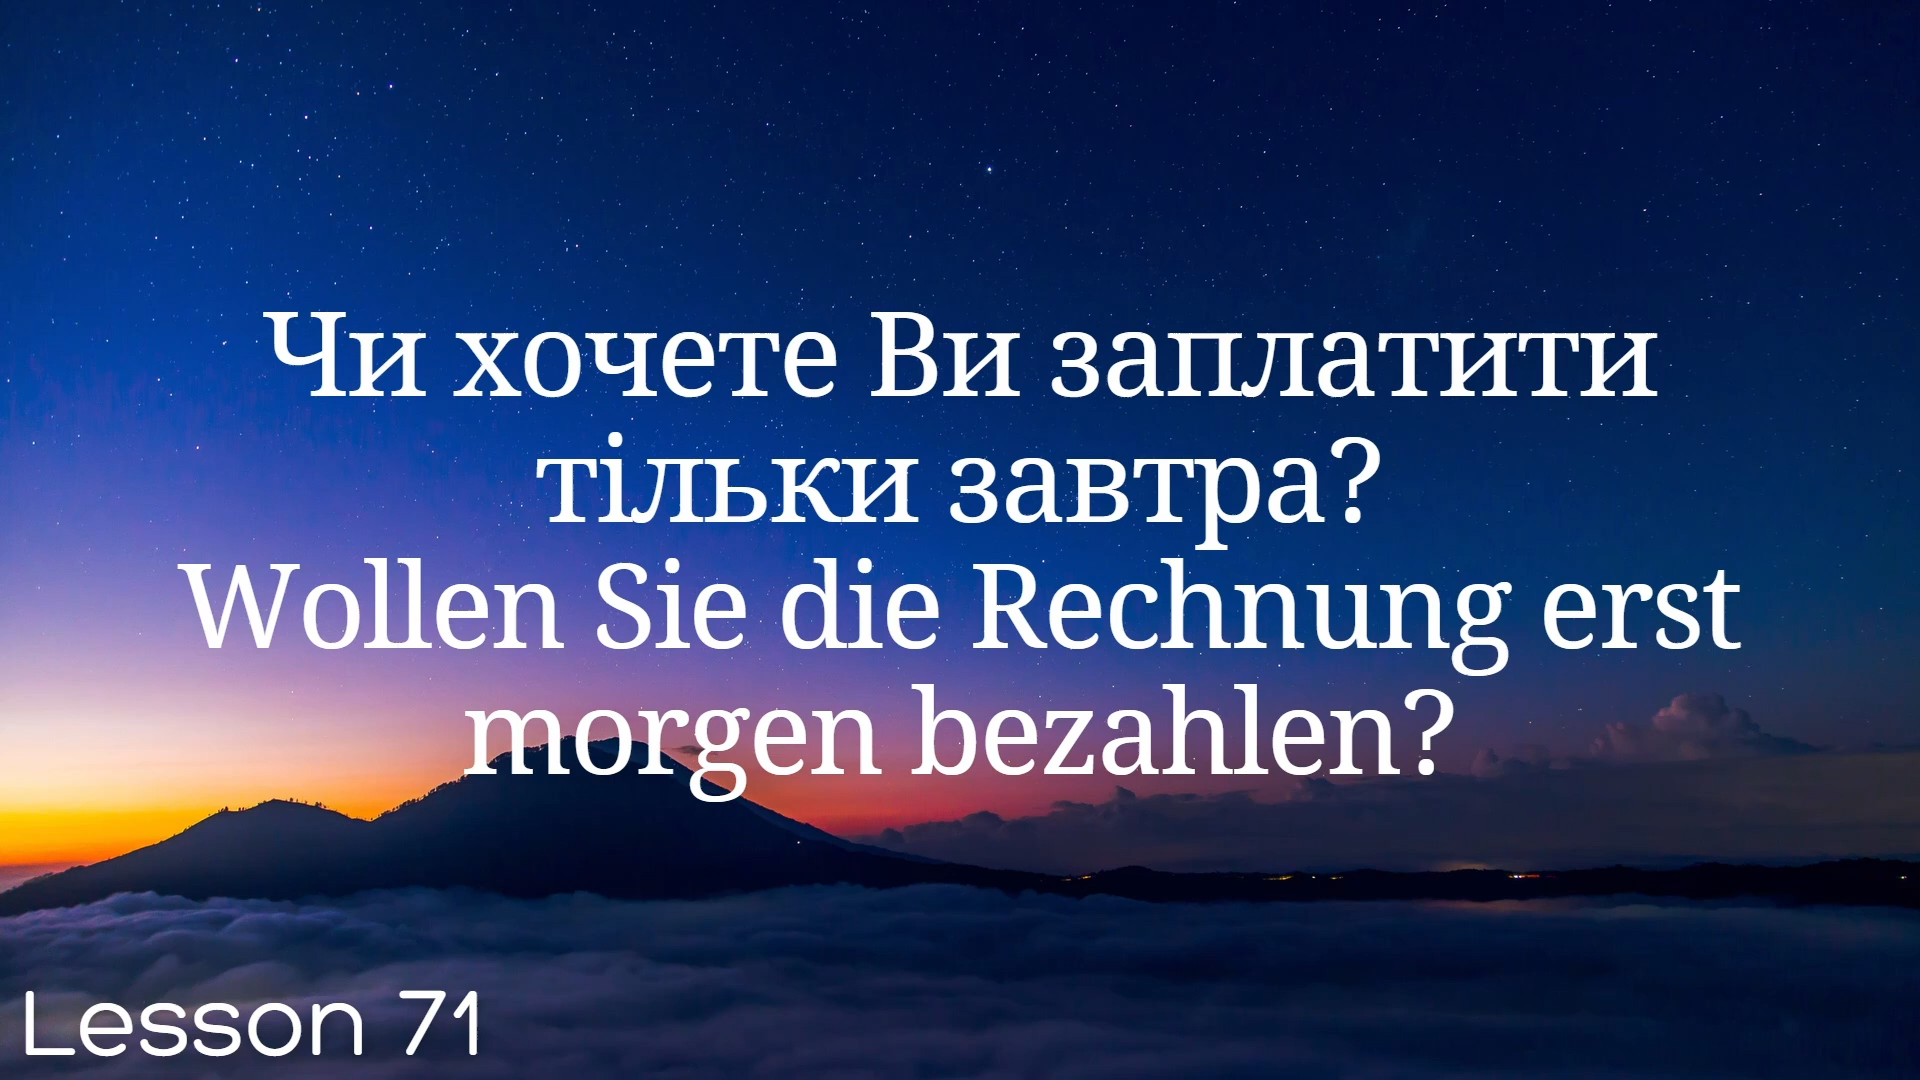 Чи хочете Ви заплатити
тільки завтра?
Wollen Sie die Rechnung erst
morgen bezahlen?
Lesson 71